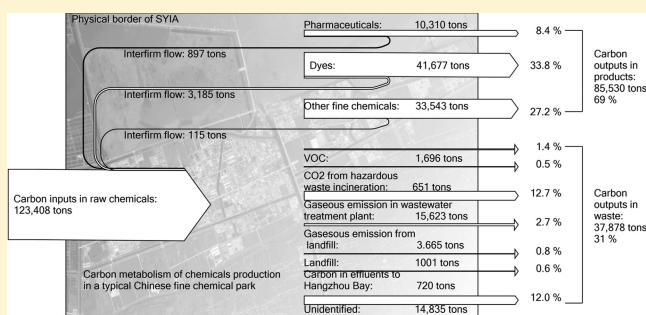 Physical border of SYIA
Pharmaceuticals: 10,310 tons
8.4 %
Interfirm flow: 897 tons
Dyes: 41,677 tons
33.8 %
Carbon
outputs in
products:
85,530 tons
69 %
Interfirm flow: 3,185 tons
Other fine chemicals: 33,543 tons
27.2 %
Interfirm flow: 115 tons
1.4 %
VOC: 1,696 tons
0.5 %
CO2 from hazardous
waste incineration: 651 tons
12.7 %
Carbon inputs in raw chemicals:
123,408 tons
Gaseous emission in wastewater
treatment plant: 15,623 tons
2.7 %
Carbon
outputs in
waste:
37,878 tons
31 %
Gasesous emission from
landfill: 3.665 tons
0.8 %
Landfill: 1001 tons
0.6 %
Carbon in effluents to
Hangzhou Bay: 720 tons
12.0 %
Unidentified: 14,835 tons
Carbon metabolism of chemicals production
in a typical Chinese fine chemical park